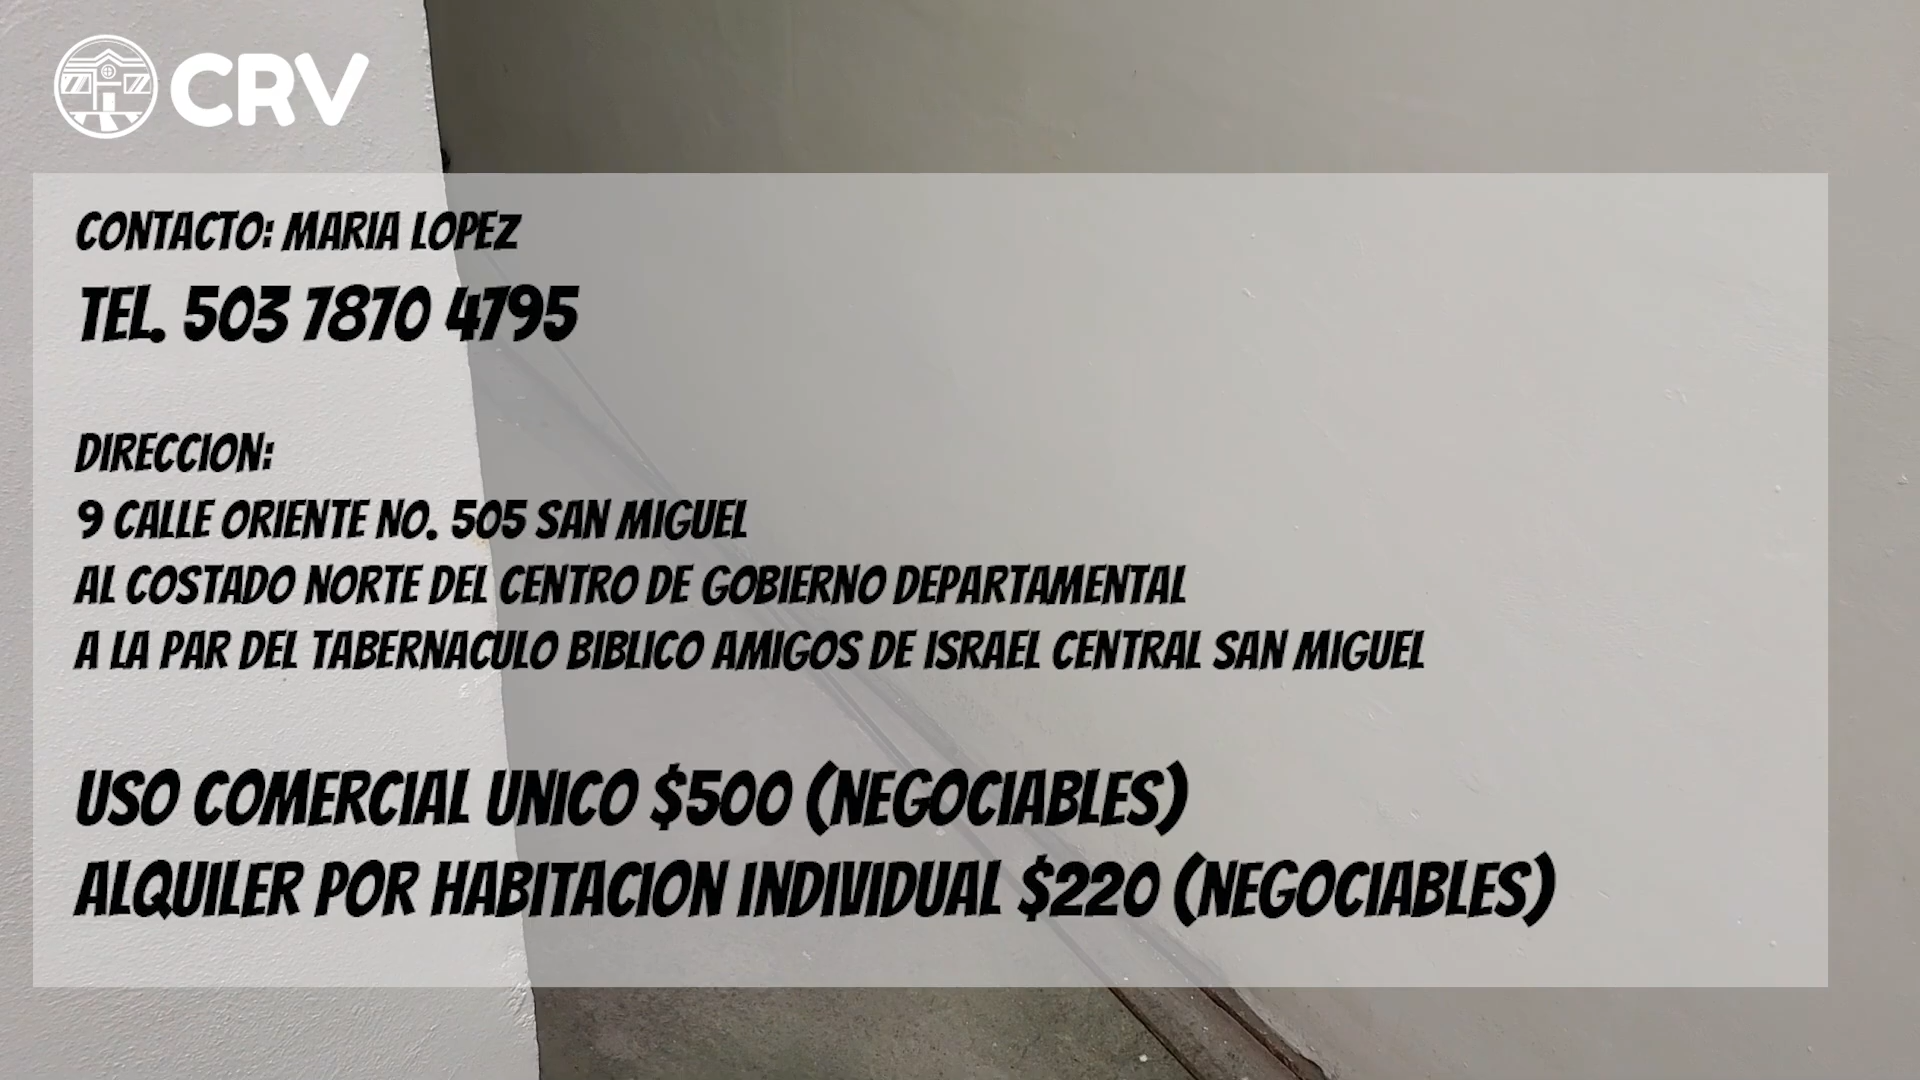 CRV
CONTACTO: MARIA LOPEZ
TEL. 503 7870 4795
DIRECCION:
9 CALLE ORIENTE NO. 505 SAN MIGUEL
AL COSTADO NORTE DEL CENTRO DE GOBIERNO DEPARTAMENTAL
A LA PAR DEL TABERNACULO BIBLICO AMIGOS DE ISRAEL CENTRAL SAN MIGUEL
USO COMERCIAL UNICO $500 (NEGOCIABLES)
ALQUILER POR HABITACION INDIVIDUAL $220 (NEGOCIABLES)